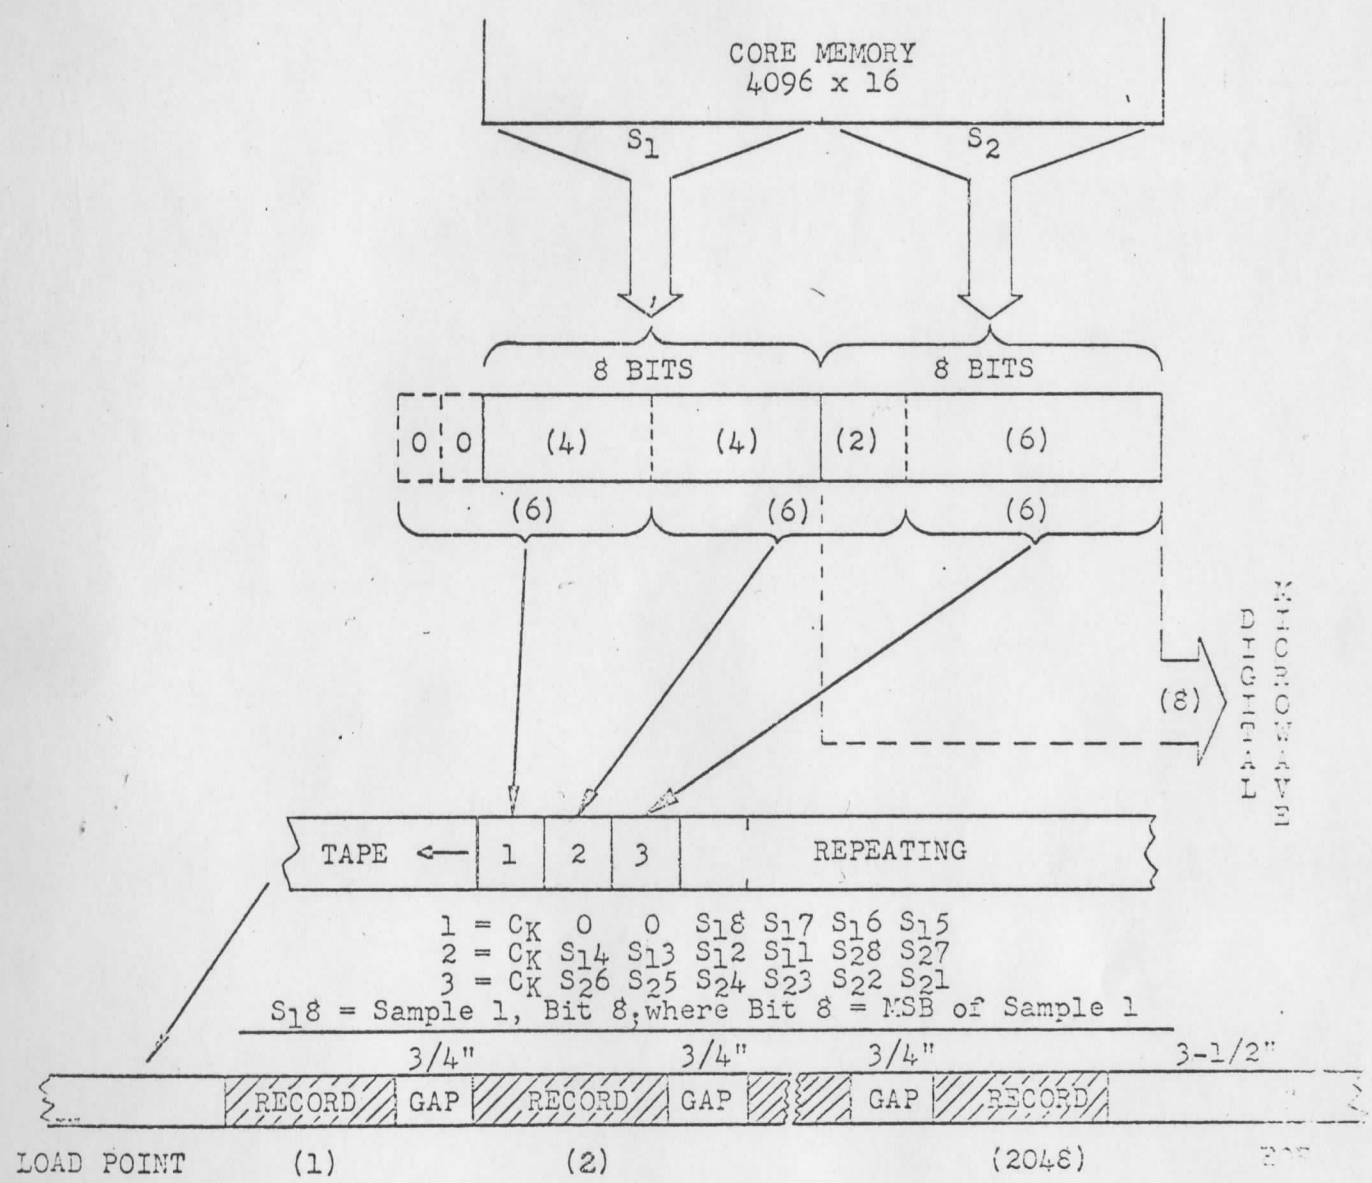 CORE MEMORY
4096 x 16
S1 S2
8 BITS 8 BITS
0 0 (4) (4) (2) (6)
(6) (6) (6)
(8)
DIGITAL
MICROWAVE
TAPE ← 1 2 3 REPEATING
1 = CK 0 0 S18 S17 S16 S15
2 = CK S14 S13 S12 S11 S28 S27
3 = CK S26 S25 S24 S23 S22 S21
S18 = Sample 1, Bit 8, where Bit 8 = MSB of Sample 1
3/4" 3/4" 3/4" 3-1/2"
RECORD GAP RECORD GAP GAP RECORD
LOAD POINT (1) (2) (2048)